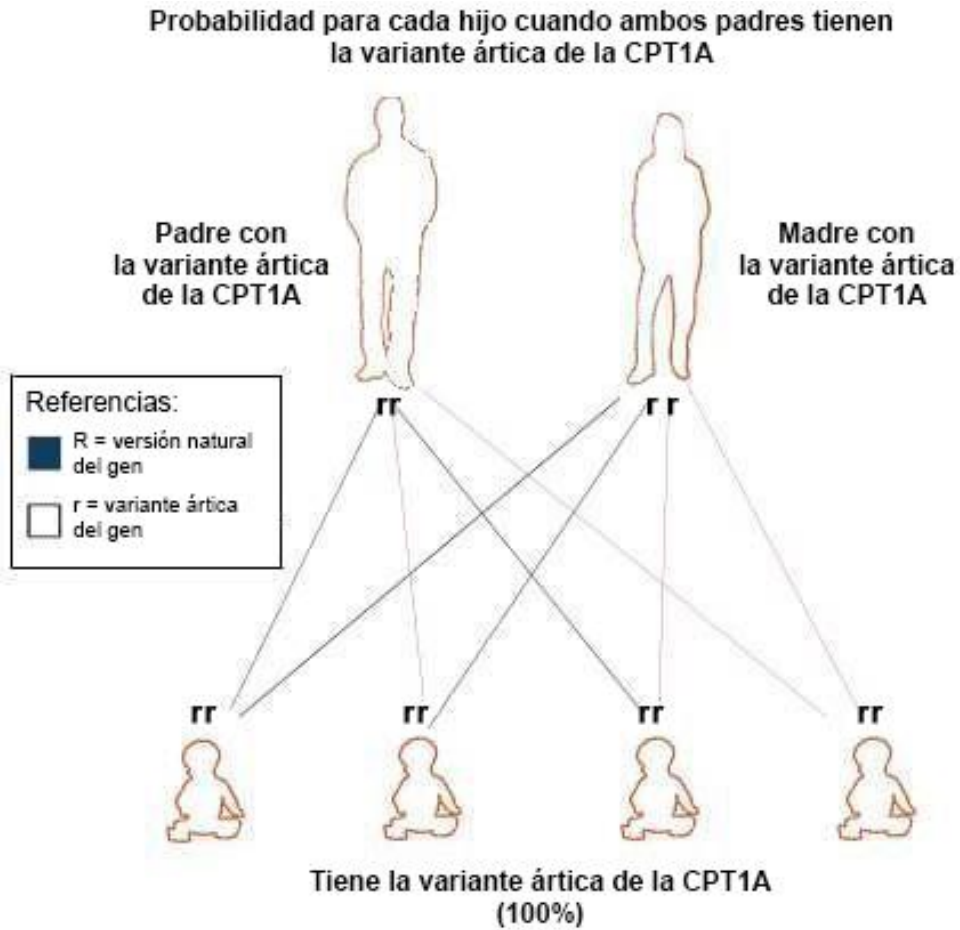 Probabilidad para cada hijo cuando ambos padres tienen
la variante ártica de la CPT1A
Padre con
la variante ártica
de la CPT1A
Madre con
la variante ártica
de la CPT1A
Referencias:
R = versión natural
del gen
r = variante ártica
del gen
rr
r r
rr
rr
rr
rr
Tiene la variante ártica de la CPT1A
(100%)